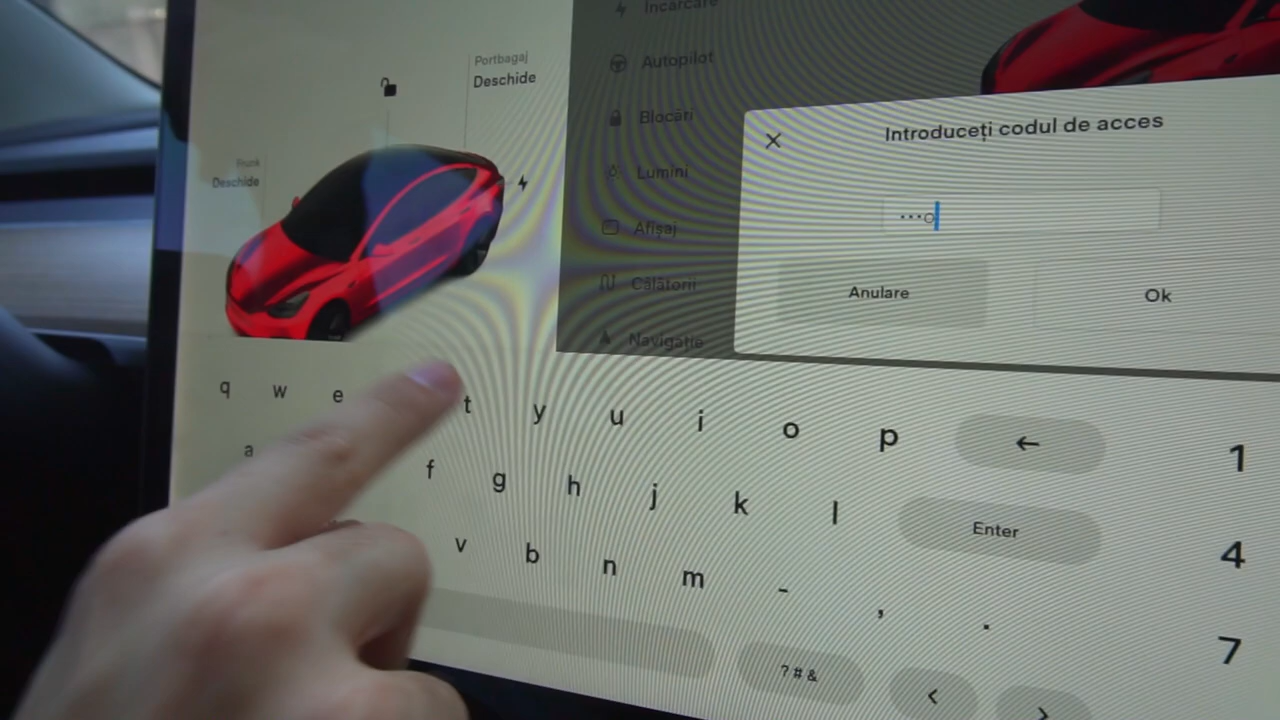 Portbagaj
Deschide
Frunk
Deschide
Încărcare
Autopilot
Blocări
Lumini
Afișaj
Călătorii
Navigație
Introduceți codul de acces
•••o
Anulare
Ok
q w e t y u i o p ← 1
a f g h j k l Enter 4
v b n m - , . 7
?#& < >